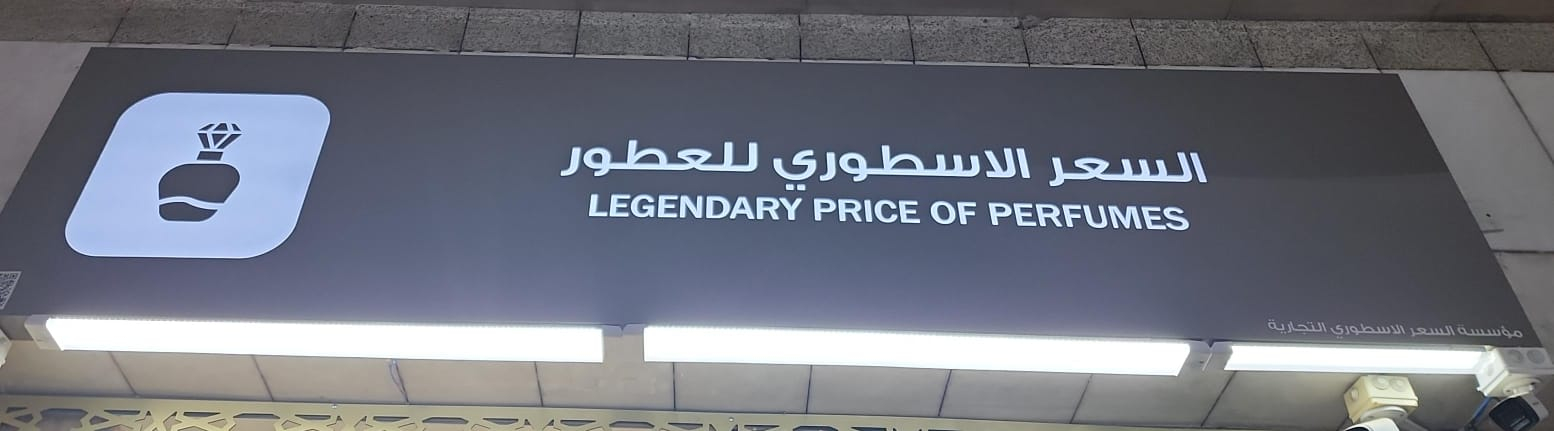 السعر الاسطوري للعطور
LEGENDARY PRICE OF PERFUMES
مؤسسة السعر الاسطوري التجارية